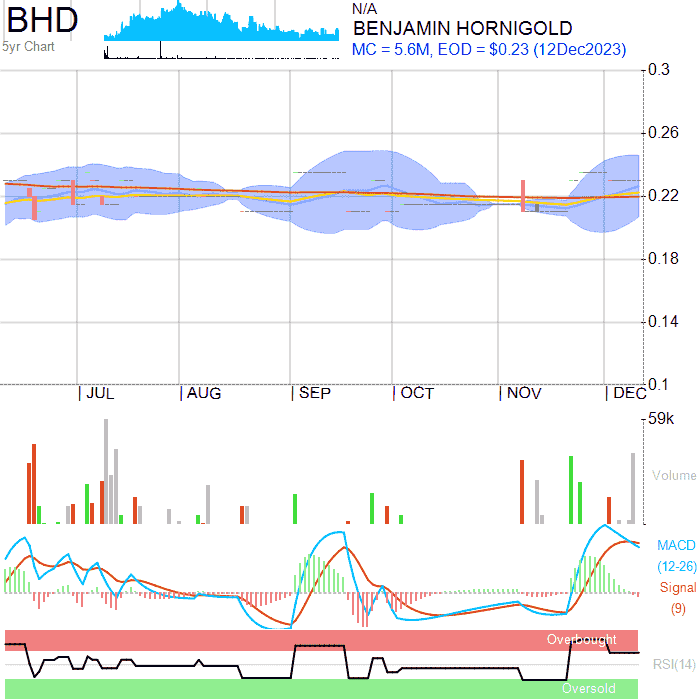 BHD
5yr Chart
N/A
BENJAMIN HORNIGOLD
MC = 5.6M, EOD = $0.23 (12Dec2023)
0.3
0.26
0.22
0.18
0.14
0.1
JUL AUG SEP OCT NOV DEC
59k
Volume
MACD
(12-26)
Signal
(9)
Overbought
RSI(14)
Oversold